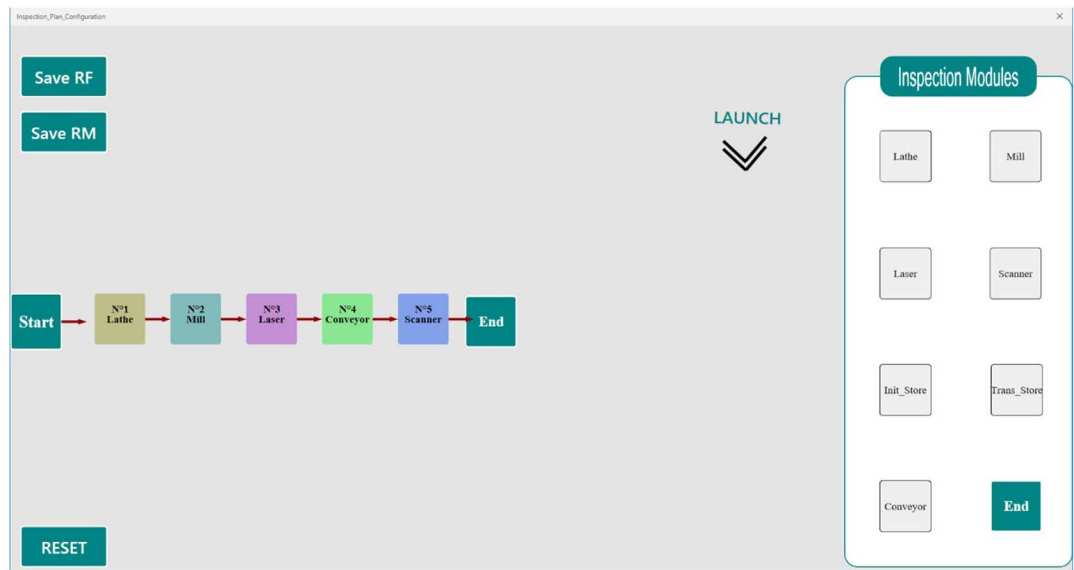 Inspection_Plan_Configuration
Save RF
Save RM
LAUNCH
Start
N°1
Lathe
N°2
Mill
N°3
Laser
N°4
Conveyor
N°5
Scanner
End
RESET
Inspection Modules
Lathe
Mill
Laser
Scanner
Init_Store
Trans_Store
Conveyor
End